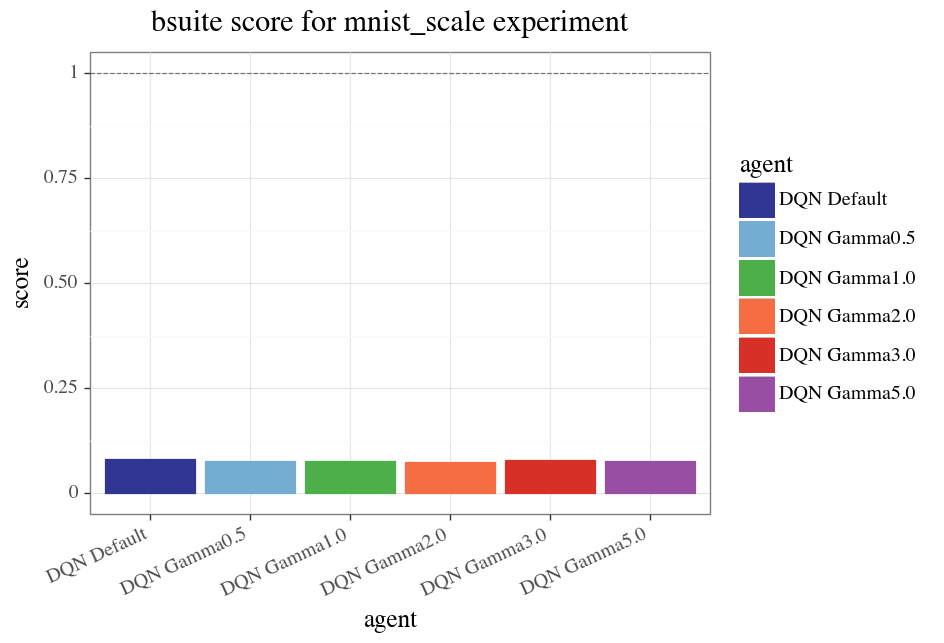 bsuite score for mnist_scale experiment
1
0.75
0.50
0.25
0
score
DQN Default
DQN Gamma0.5
DQN Gamma1.0
DQN Gamma2.0
DQN Gamma3.0
DQN Gamma5.0
agent
agent
DQN Default
DQN Gamma0.5
DQN Gamma1.0
DQN Gamma2.0
DQN Gamma3.0
DQN Gamma5.0